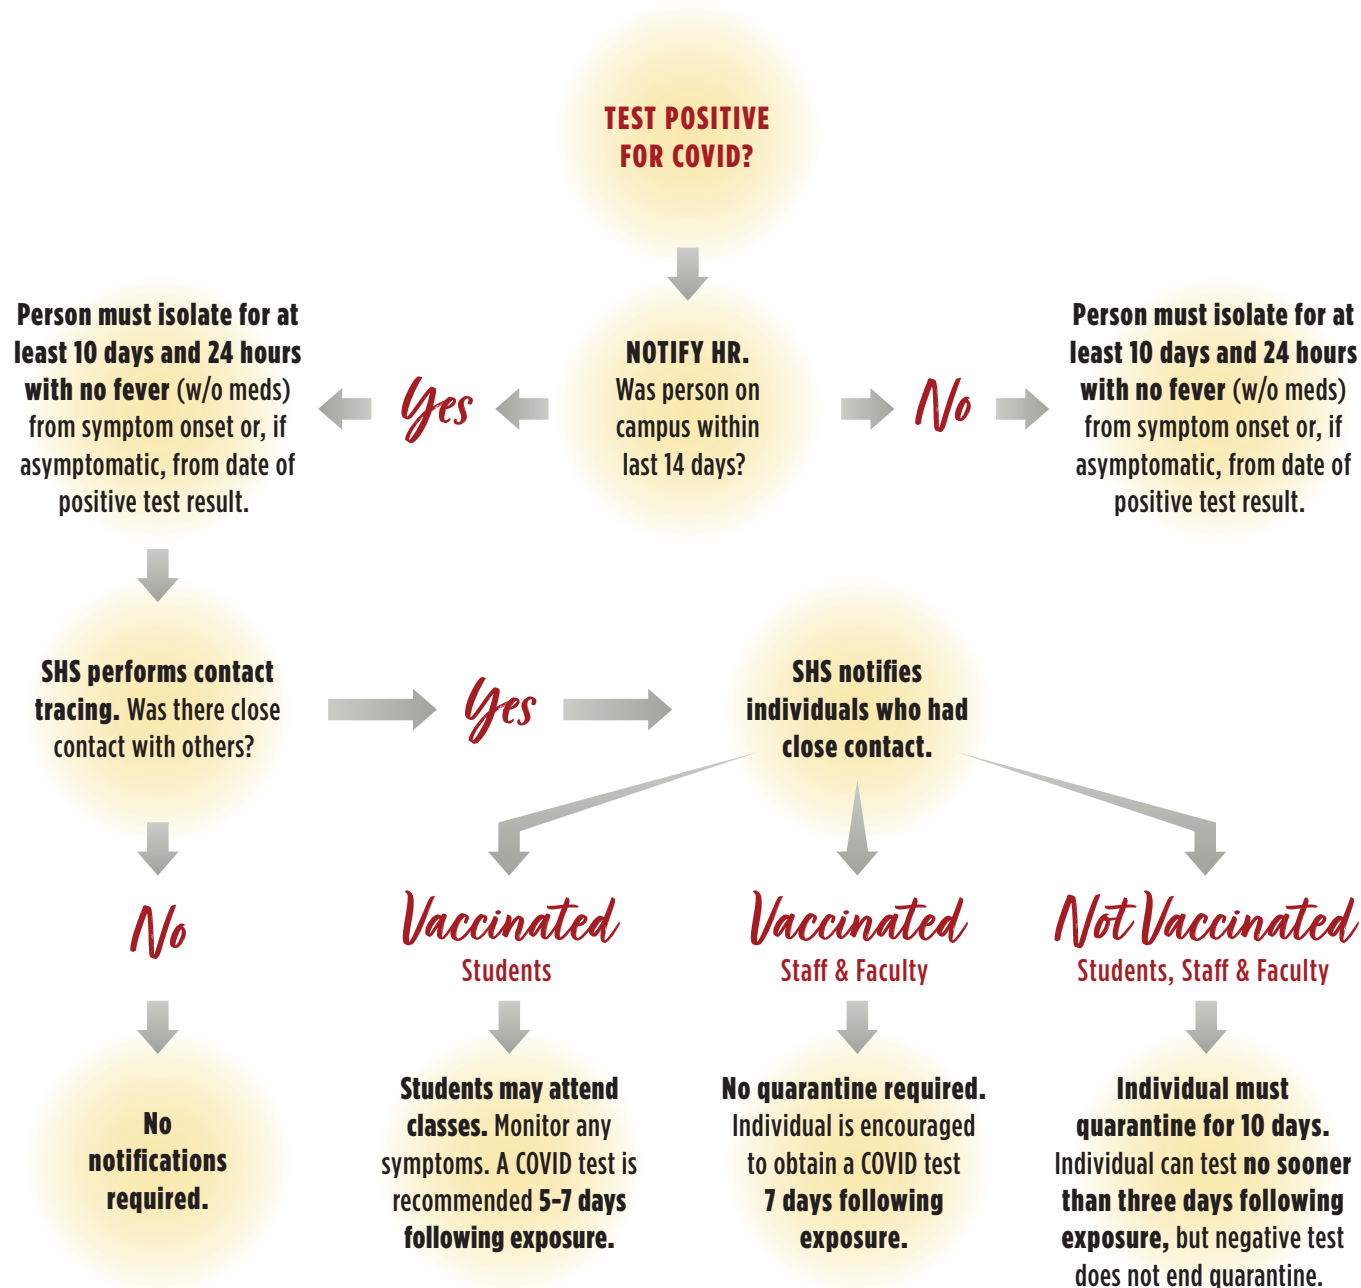 TEST POSITIVE
FOR COVID?
Person must isolate for at
least 10 days and 24 hours
with no fever (w/o meds)
from symptom onset or, if
asymptomatic, from date of
positive test result.
Yes
NOTIFY HR.
Was person on
campus within
last 14 days?
No
Person must isolate for at
least 10 days and 24 hours
with no fever (w/o meds)
from symptom onset or, if
asymptomatic, from date of
positive test result.
SHS performs contact
tracing. Was there close
contact with others?
Yes
SHS notifies
individuals who had
close contact.
No
Vaccinated
Students
Vaccinated
Staff & Faculty
Not Vaccinated
Students, Staff & Faculty
No
notifications
required.
Students may attend
classes. Monitor any
symptoms. A COVID test is
recommended 5-7 days
following exposure.
No quarantine required.
Individual is encouraged
to obtain a COVID test
7 days following
exposure.
Individual must
quarantine for 10 days.
Individual can test no sooner
than three days following
exposure, but negative test
does not end quarantine.